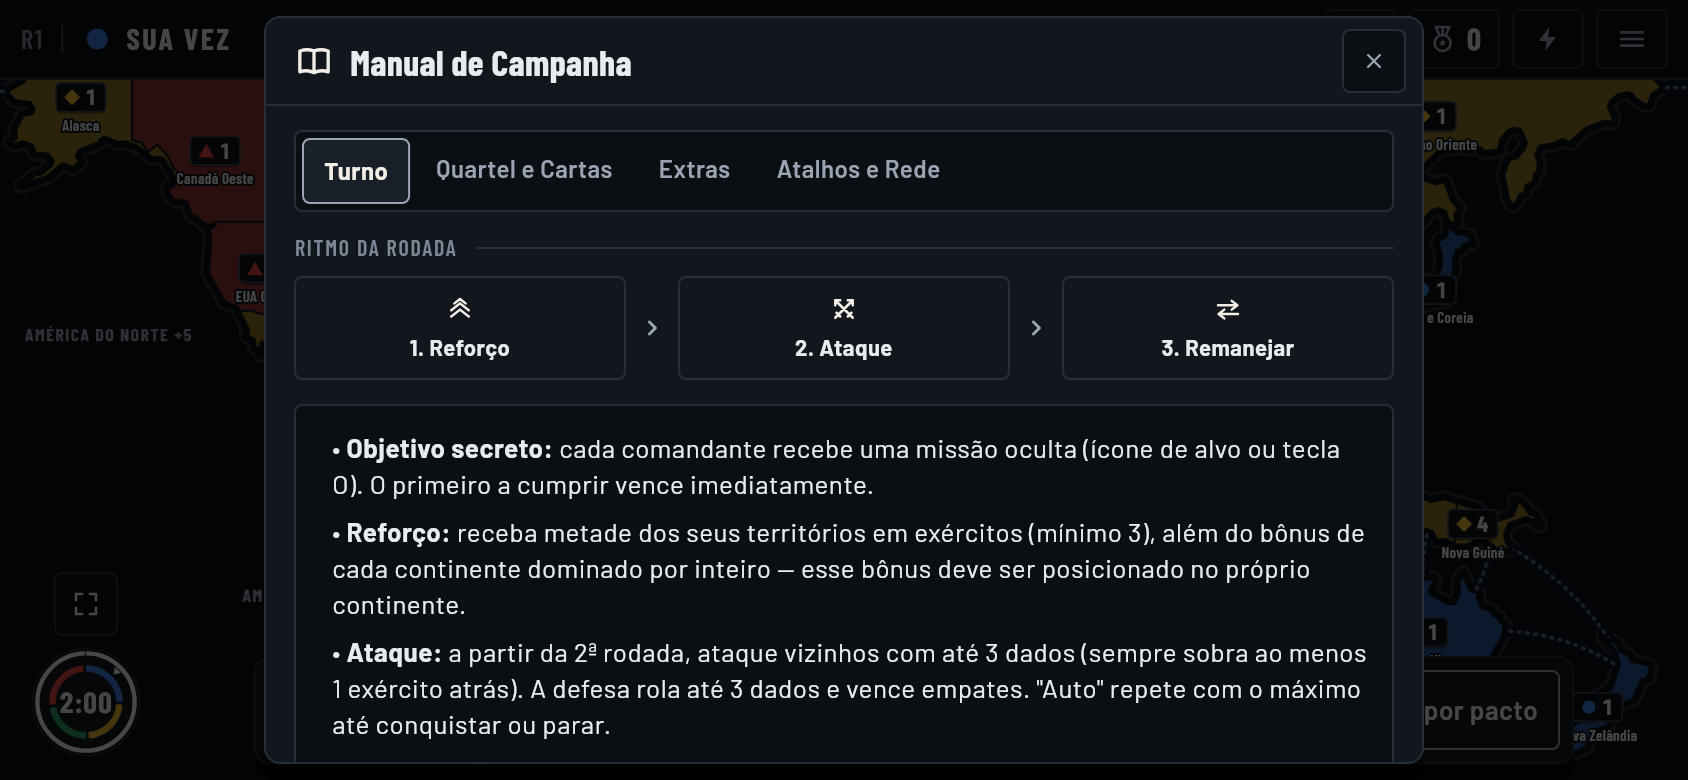 R1
SUA VEZ
Manual de Campanha
0
Turno
Quartel e Cartas
Extras
Atalhos e Rede
RITMO DA RODADA
1. Reforço
2. Ataque
3. Remanejar
• Objetivo secreto: cada comandante recebe uma missão oculta (ícone de alvo ou tecla
O). O primeiro a cumprir vence imediatamente.
• Reforço: receba metade dos seus territórios em exércitos (mínimo 3), além do bônus de
cada continente dominado por inteiro — esse bônus deve ser posicionado no próprio
continente.
• Ataque: a partir da 2ª rodada, ataque vizinhos com até 3 dados (sempre sobra ao menos
1 exército atrás). A defesa rola até 3 dados e vence empates. "Auto" repete com o máximo
até conquistar ou parar.
1
Alasca
1
Canadá Oeste
EUA
AMÉRICA DO NORTE +5
AM
2:00
1
Oriente
1
e Coreia
4
Nova Guiné
1
por pacto
1
va Zelândia